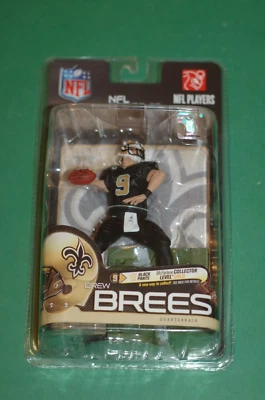 NFL
NFL
NFL PLAYERS
9
BLACK
PANTS
COLLECTOR
LEVEL
DREW
BREES
QUARTERBACK